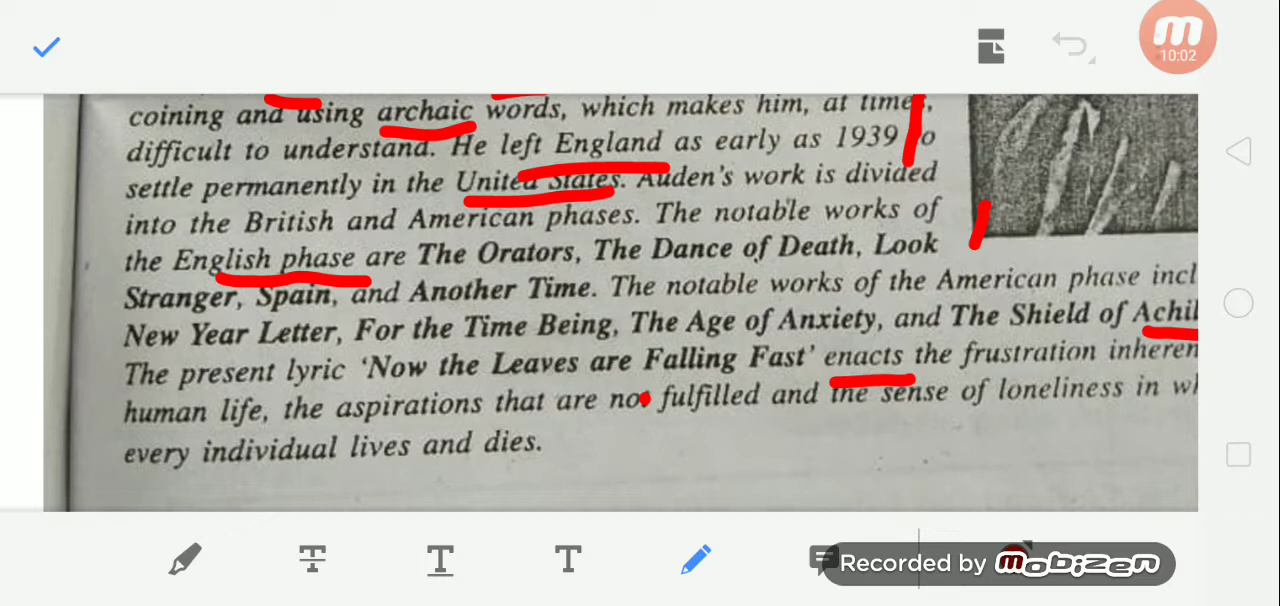 10:02
coining and using archaic words, which makes him, at times,
difficult to understand. He left England as early as 1939 to
settle permanently in the United States. Auden's work is divided
into the British and American phases. The notable works of
the English phase are The Orators, The Dance of Death, Look
Stranger, Spain, and Another Time. The notable works of the American phase incl
New Year Letter, For the Time Being, The Age of Anxiety, and The Shield of Achil
The present lyric 'Now the Leaves are Falling Fast' enacts the frustration inheren
human life, the aspirations that are not fulfilled and the sense of loneliness in wh
every individual lives and dies.
T T T
Recorded by mobizen